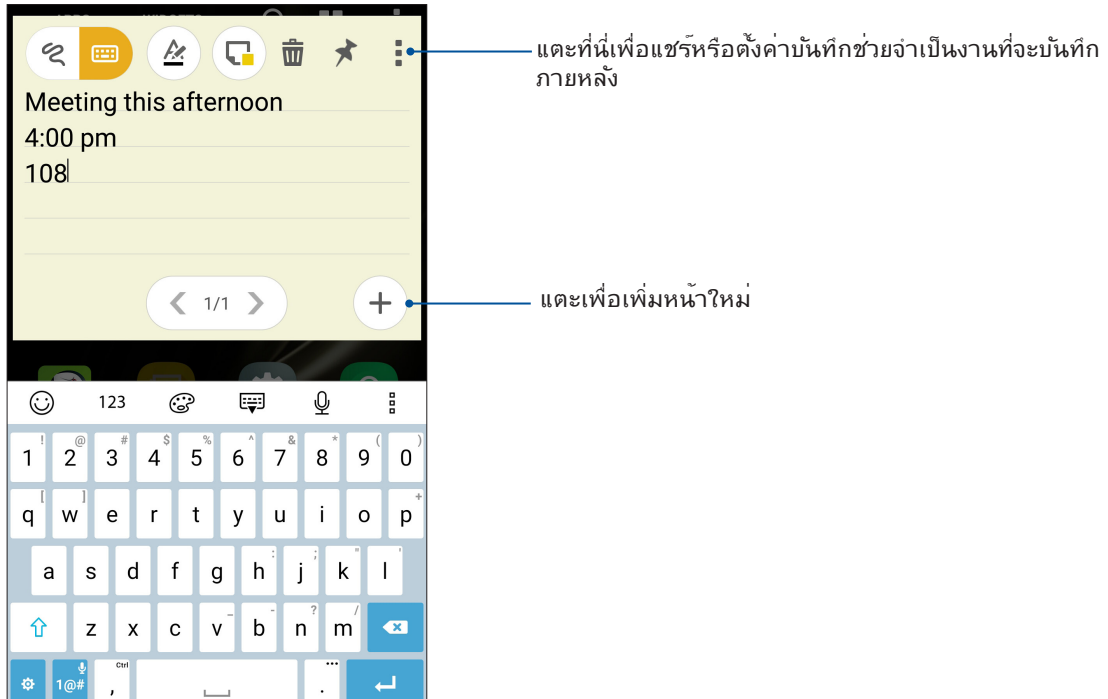 แตะที่นี่เพื่อแชร์หรือตั้งค่าบันทึกช่วยจำเป็นงานที่จะบันทึก
ภายหลัง
Meeting this afternoon
4:00 pm
108
1/1
แตะเพื่อเพิ่มหน้าใหม่
123
! @ # $ % ^ & * ( )
1 2 3 4 5 6 7 8 9 0
[ ] +
q w e r t y u i o p
: ; " '
a s d f g h j k l
_ - ? /
z x c v b n m
Ctrl
1@# , .